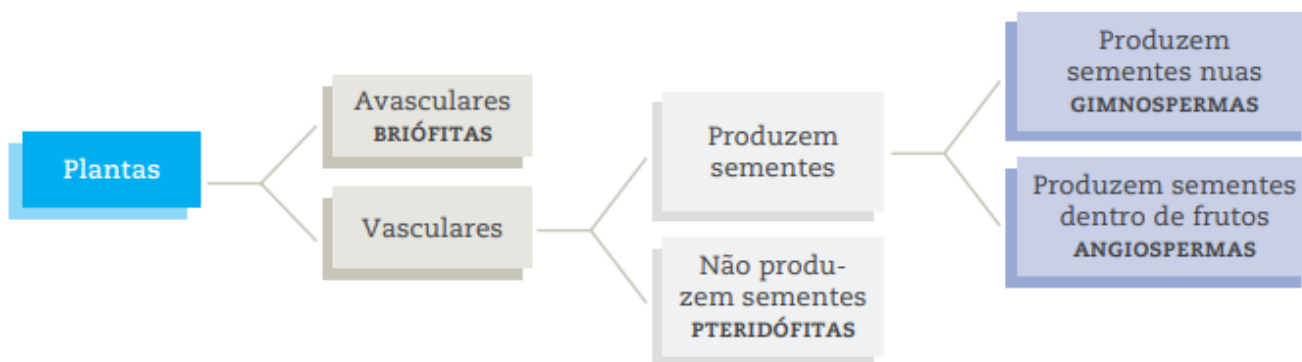 Plantas
Avasculares
BRIÓFITAS
Vasculares
Produzem
sementes
Não produ-
zem sementes
PTERIDÓFITAS
Produzem
sementes nuas
GIMNOSPERMAS
Produzem sementes
dentro de frutos
ANGIOSPERMAS